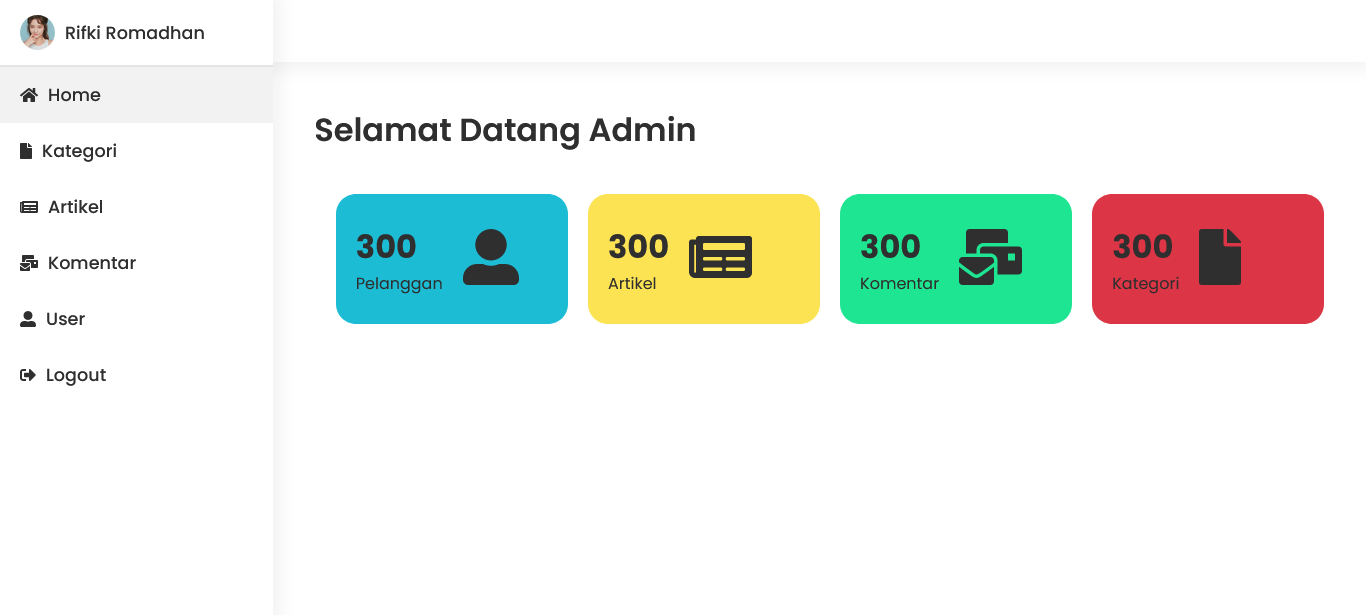 Rifki Romadhan
Home
Kategori
Artikel
Komentar
User
Logout
Selamat Datang Admin
300
Pelanggan
300
Artikel
300
Komentar
300
Kategori